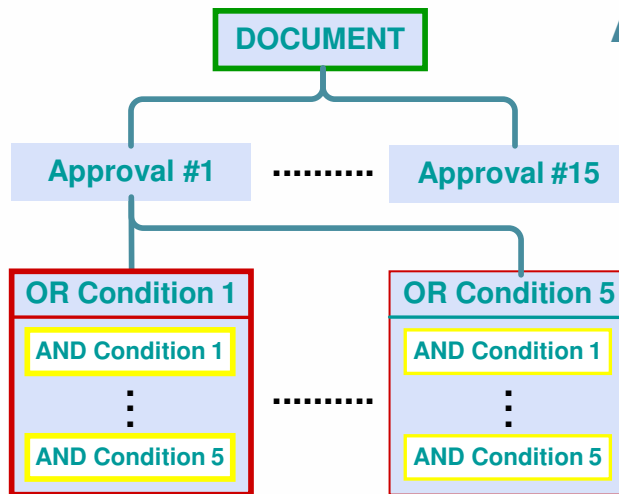 DOCUMENT
Approval #1 .......... Approval #15
OR Condition 1
OR Condition 5
AND Condition 1
AND Condition 1
..........
AND Condition 5
AND Condition 5